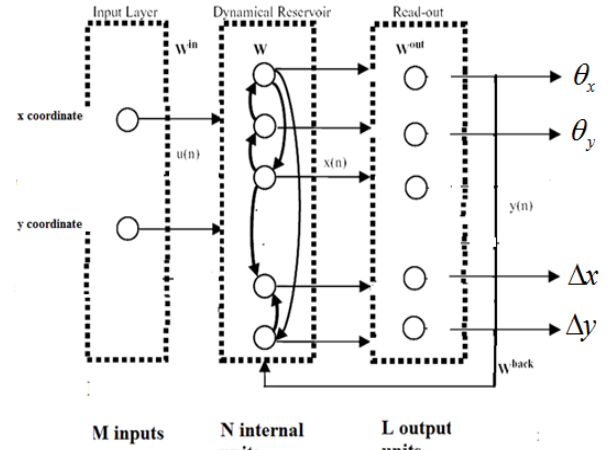 Input Layer
Dynamical Reservoir
Read-out
W^in
W
W^out
x coordinate
u(n)
x(n)
y coordinate
y(n)
θ_x
θ_y
Δx
Δy
W^back
M inputs
N internal
L output